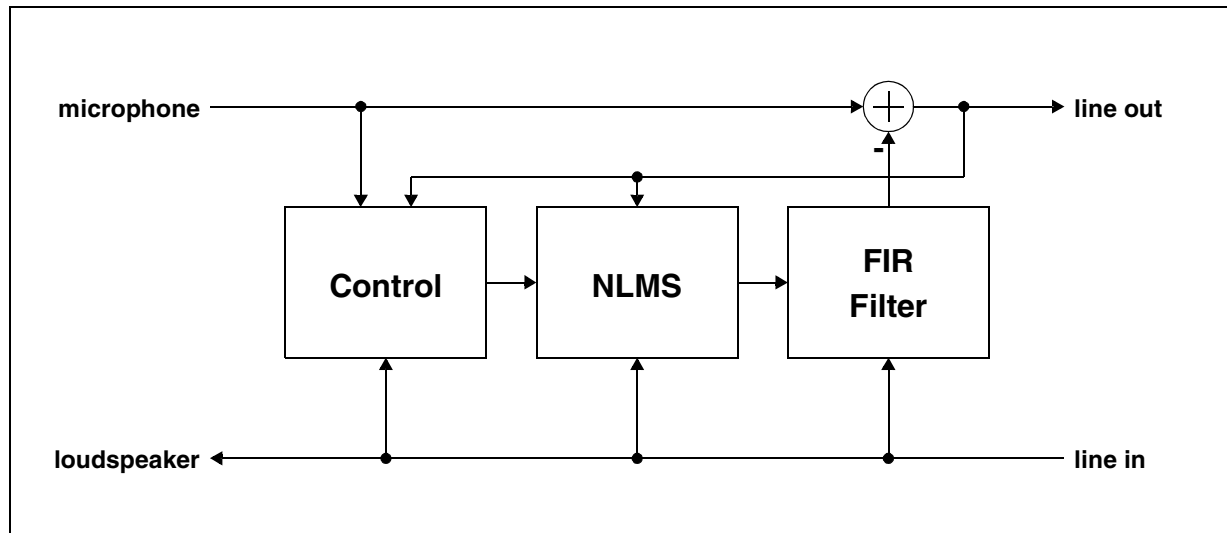 microphone
line out
-
Control
NLMS
FIR
Filter
loudspeaker
line in